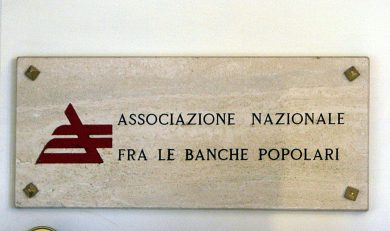 ASSOCIAZIONE NAZIONALE
FRA LE BANCHE POPOLARI